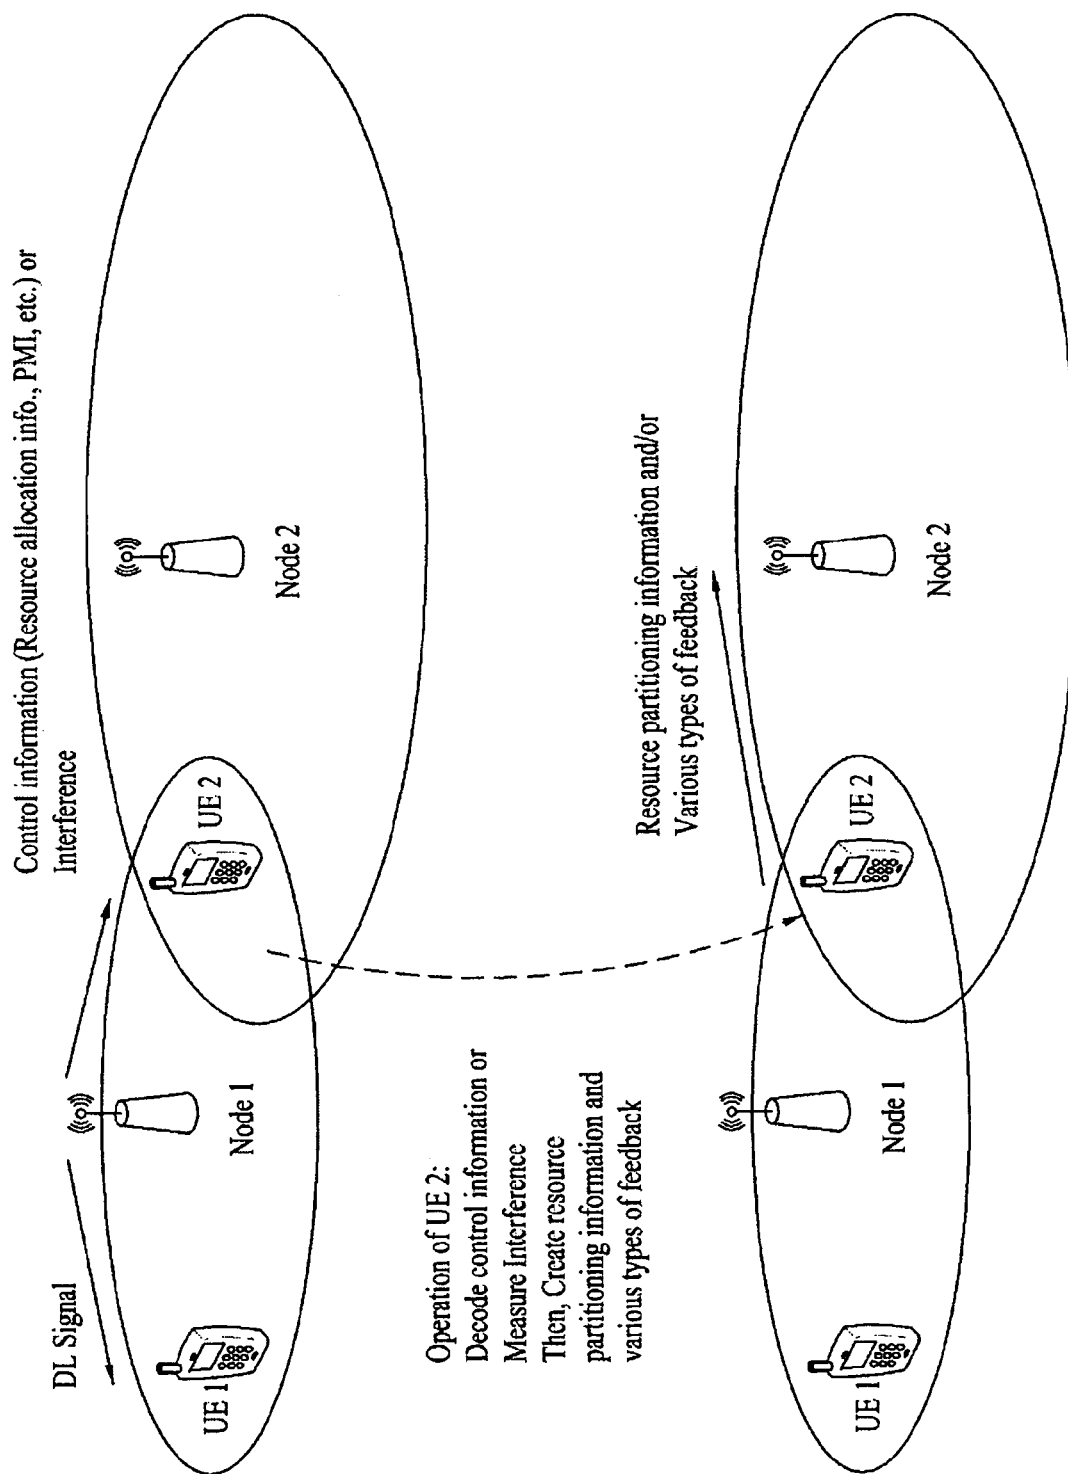 Control information (Resource allocation info., PMI, etc.) or
Interference
DL Signal
UE 1
Node 1
UE 2
Node 2
Operation of UE 2:
Decode control information or
Measure Interference
Then, Create resource
partitioning information and
various types of feedback
Resource partitioning information and/or
Various types of feedback
UE 1
Node 1
UE 2
Node 2